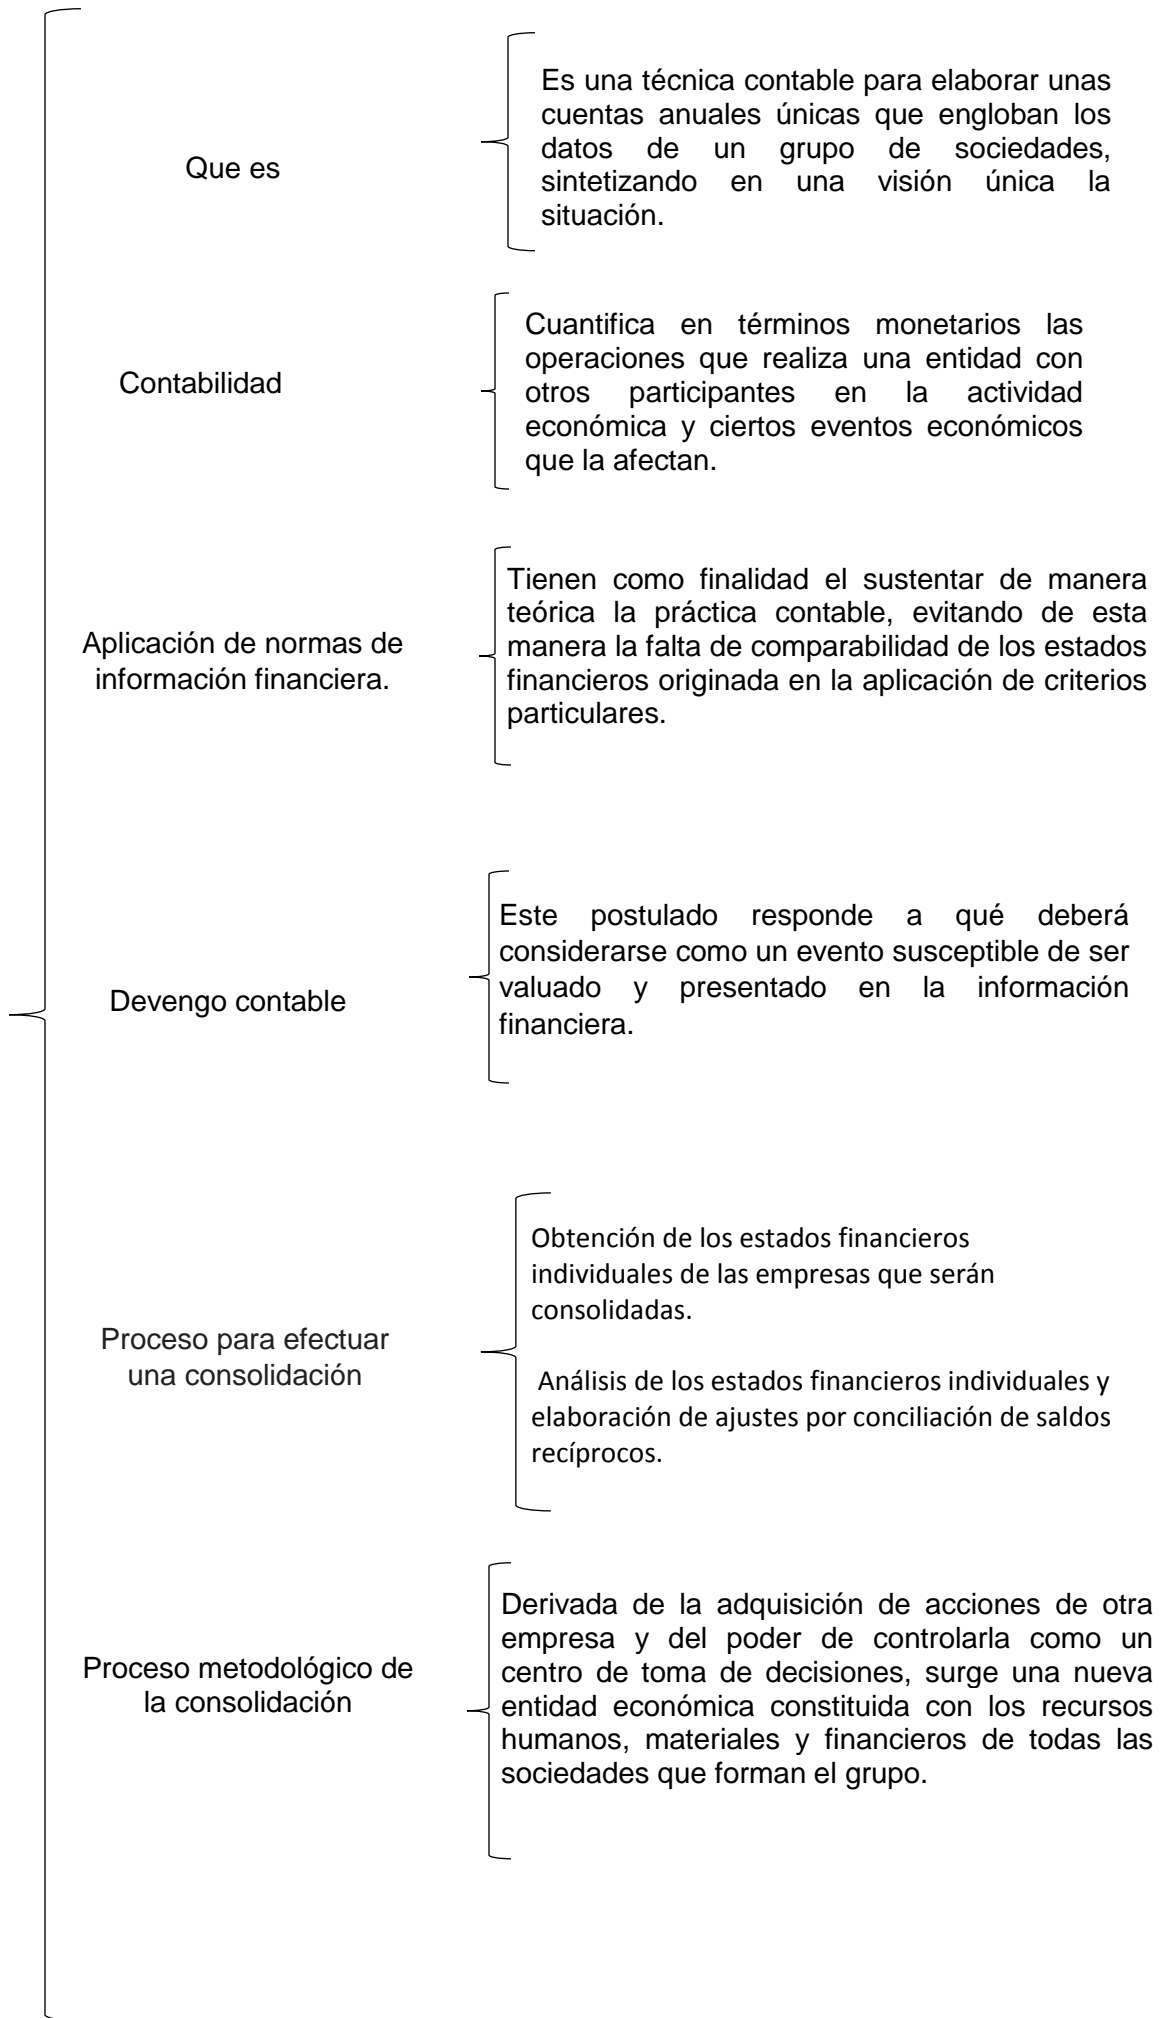 Que es
Es una técnica contable para elaborar unas
cuentas anuales únicas que engloban los
datos de un grupo de sociedades,
sintetizando en una visión única la
situación.
Contabilidad
Cuantifica en términos monetarios las
operaciones que realiza una entidad con
otros participantes en la actividad
económica y ciertos eventos económicos
que la afectan.
Aplicación de normas de
información financiera.
Tienen como finalidad el sustentar de manera
teórica la práctica contable, evitando de esta
manera la falta de comparabilidad de los estados
financieros originada en la aplicación de criterios
particulares.
Devengo contable
Este postulado responde a qué deberá
considerarse como un evento susceptible de ser
valuado y presentado en la información
financiera.
Proceso para efectuar
una consolidación
Obtención de los estados financieros
individuales de las empresas que serán
consolidadas.
Análisis de los estados financieros individuales y
elaboración de ajustes por conciliación de saldos
recíprocos.
Proceso metodológico de
la consolidación
Derivada de la adquisición de acciones de otra
empresa y del poder de controlarla como un
centro de toma de decisiones, surge una nueva
entidad económica constituida con los recursos
humanos, materiales y financieros de todas las
sociedades que forman el grupo.